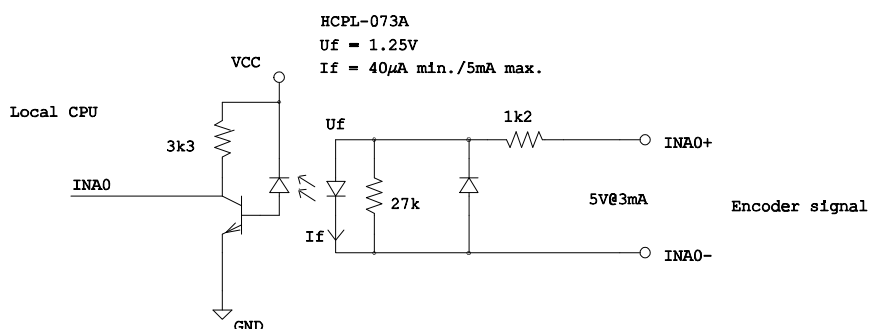 HCPL-073A
Uf = 1.25V
If = 40µA min./5mA max.
VCC
Local CPU
1k2
Uf
3k3
INA0+
INA0
27k
5V@3mA
Encoder signal
If
INA0-
GND